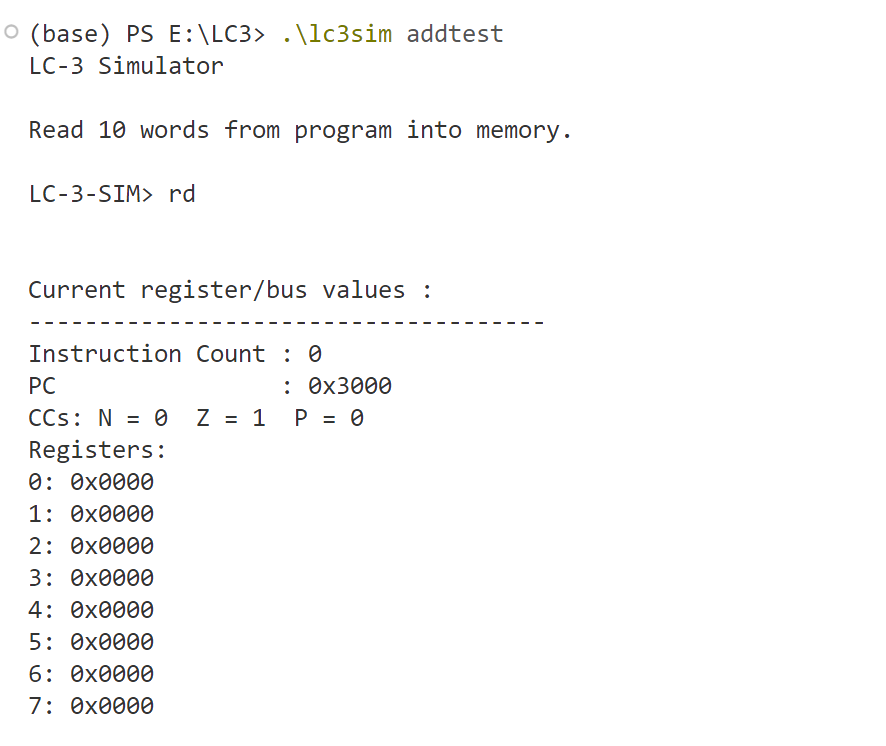 (base) PS E:\LC3> .\lc3sim addtest
LC-3 Simulator
Read 10 words from program into memory.
LC-3-SIM> rd
Current register/bus values :
-------------------------------------
Instruction Count : 0
PC                : 0x3000
CCs: N = 0  Z = 1  P = 0
Registers:
0: 0x0000
1: 0x0000
2: 0x0000
3: 0x0000
4: 0x0000
5: 0x0000
6: 0x0000
7: 0x0000